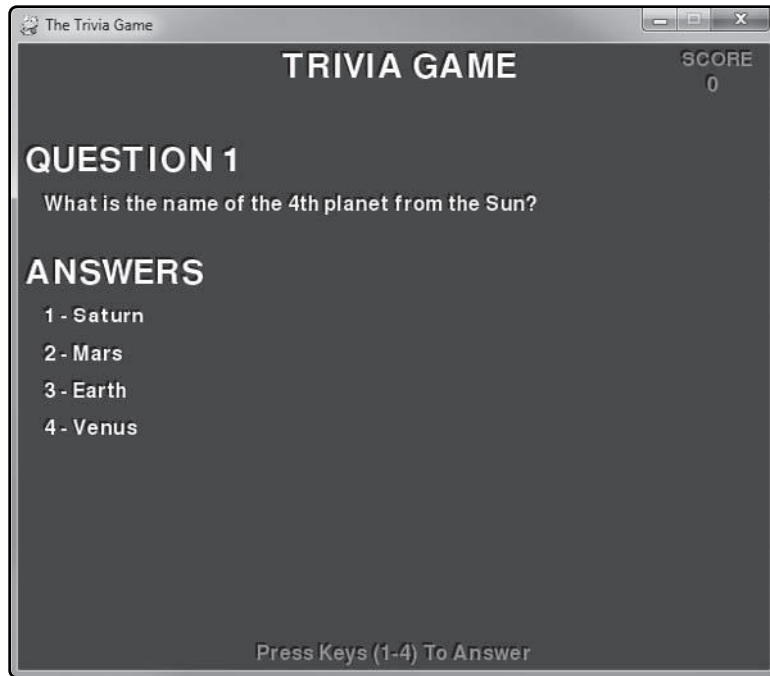 The Trivia Game
TRIVIA GAME
SCORE
0
QUESTION 1
What is the name of the 4th planet from the Sun?
ANSWERS
1 - Saturn
2 - Mars
3 - Earth
4 - Venus
Press Keys (1-4) To Answer